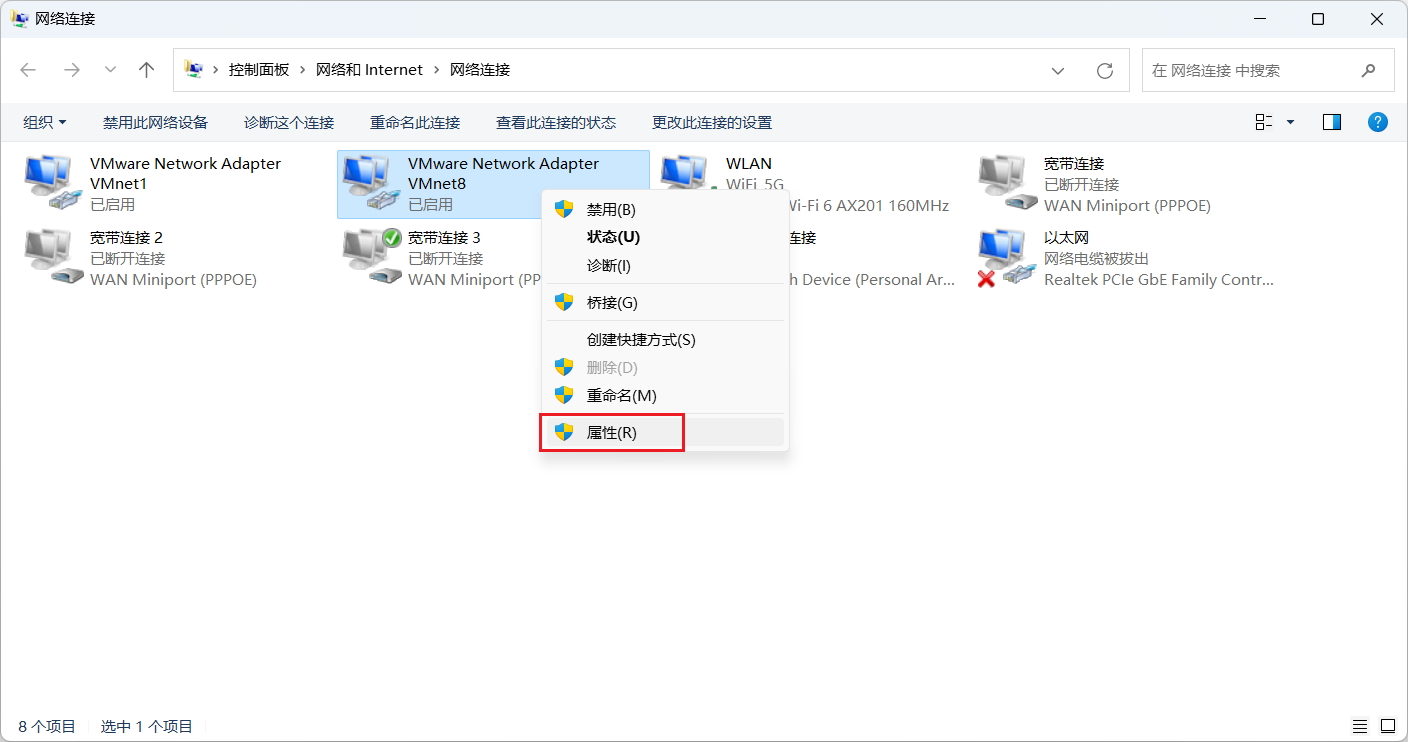 网络连接
控制面板 › 网络和 Internet › 网络连接
在 网络连接 中搜索
组织 禁用此网络设备 诊断这个连接 重命名此连接 查看此连接的状态 更改此连接的设置
VMware Network Adapter
VMnet1
已启用
VMware Network Adapter
VMnet8
已启用
WLAN
WiFi_5G
Wi-Fi 6 AX201 160MHz
宽带连接
已断开连接
WAN Miniport (PPPOE)
宽带连接 2
已断开连接
WAN Miniport (PPPOE)
宽带连接 3
已断开连接
WAN Miniport (PP
连接
h Device (Personal Ar...
以太网
网络电缆被拔出
Realtek PCIe GbE Family Contr...
禁用(B)
状态(U)
诊断(I)
桥接(G)
创建快捷方式(S)
删除(D)
重命名(M)
属性(R)
8 个项目 选中 1 个项目